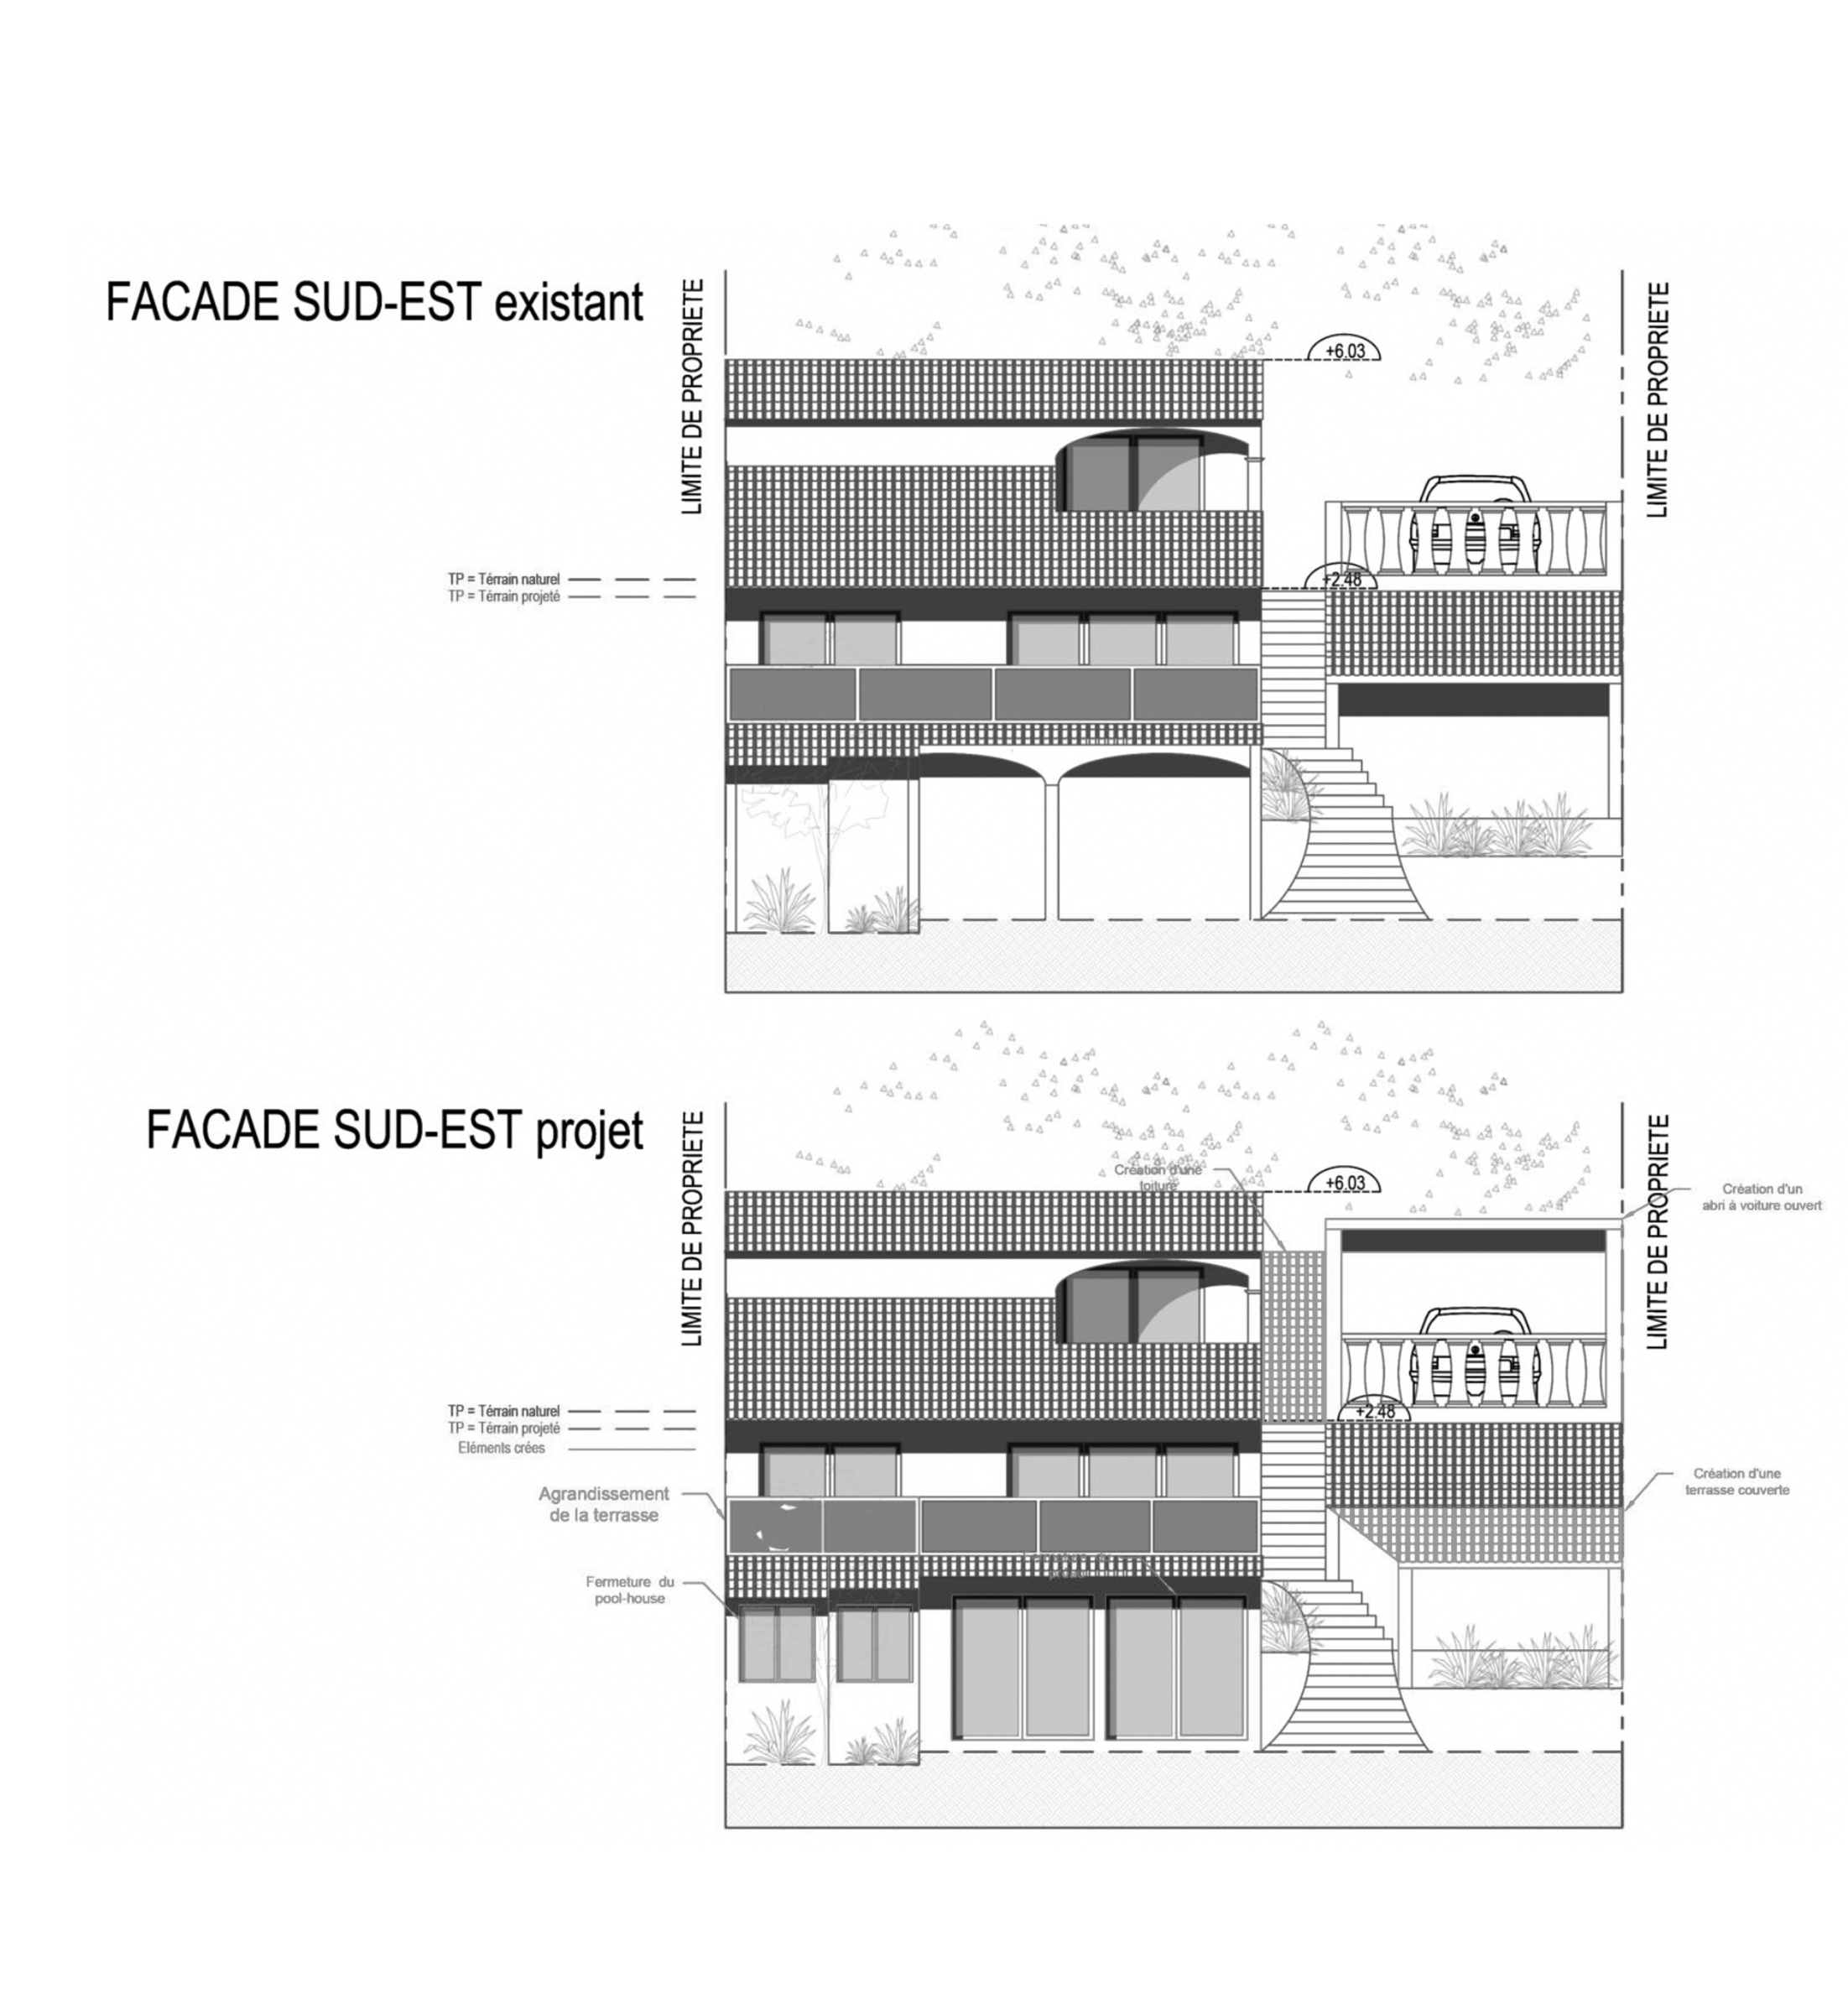 FACADE SUD-EST existant
LIMITE DE PROPRIETE
LIMITE DE PROPRIETE
+6.03
+2.48
TP = Térrain naturel
TP = Térrain projeté
FACADE SUD-EST projet
LIMITE DE PROPRIETE
LIMITE DE PROPRIETE
Création d'une
toiture
+6.03
Création d'un
abri à voiture ouvert
TP = Térrain naturel
TP = Térrain projeté
Eléments crées
+2.48
Agrandissement
de la terrasse
Création d'une
terrasse couverte
Fermeture du
pool-house